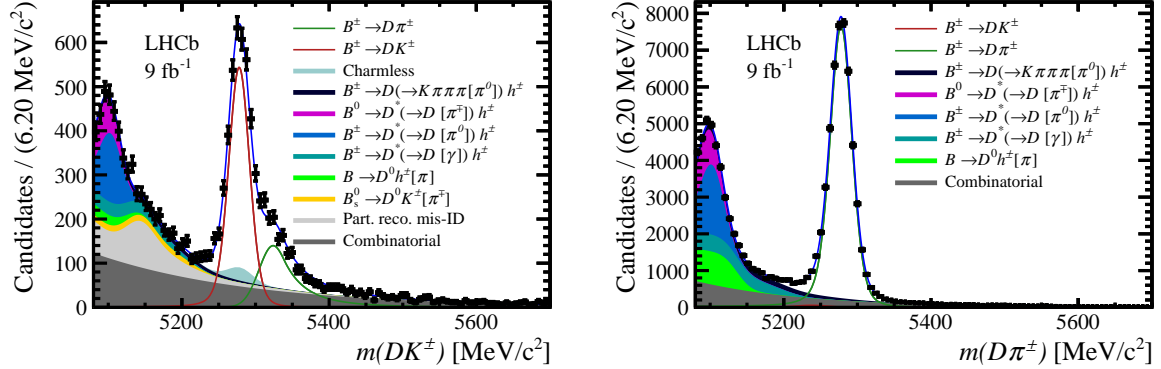 Candidates / (6.20 MeV/c²)
600
500
400
300
200
100
0
LHCb
9 fb⁻¹
B± → Dπ±
B± → DK±
Charmless
B± → D(→Kπππ[π⁰]) h±
B⁰ → D*(→D [π∓]) h±
B± → D*(→D [π⁰]) h±
B± → D*(→D [γ]) h±
B → D⁰h±[π]
B⁰ₛ → D⁰K±[π∓]
Part. reco. mis-ID
Combinatorial
5200 5400 5600
m(DK±) [MeV/c²]
Candidates / (6.20 MeV/c²)
8000
7000
6000
5000
4000
3000
2000
1000
0
LHCb
9 fb⁻¹
B± → DK±
B± → Dπ±
B± → D(→Kπππ[π⁰]) h±
B⁰ → D*(→D [π∓]) h±
B± → D*(→D [π⁰]) h±
B± → D*(→D [γ]) h±
B → D⁰h±[π]
Combinatorial
5200 5400 5600
m(Dπ±) [MeV/c²]